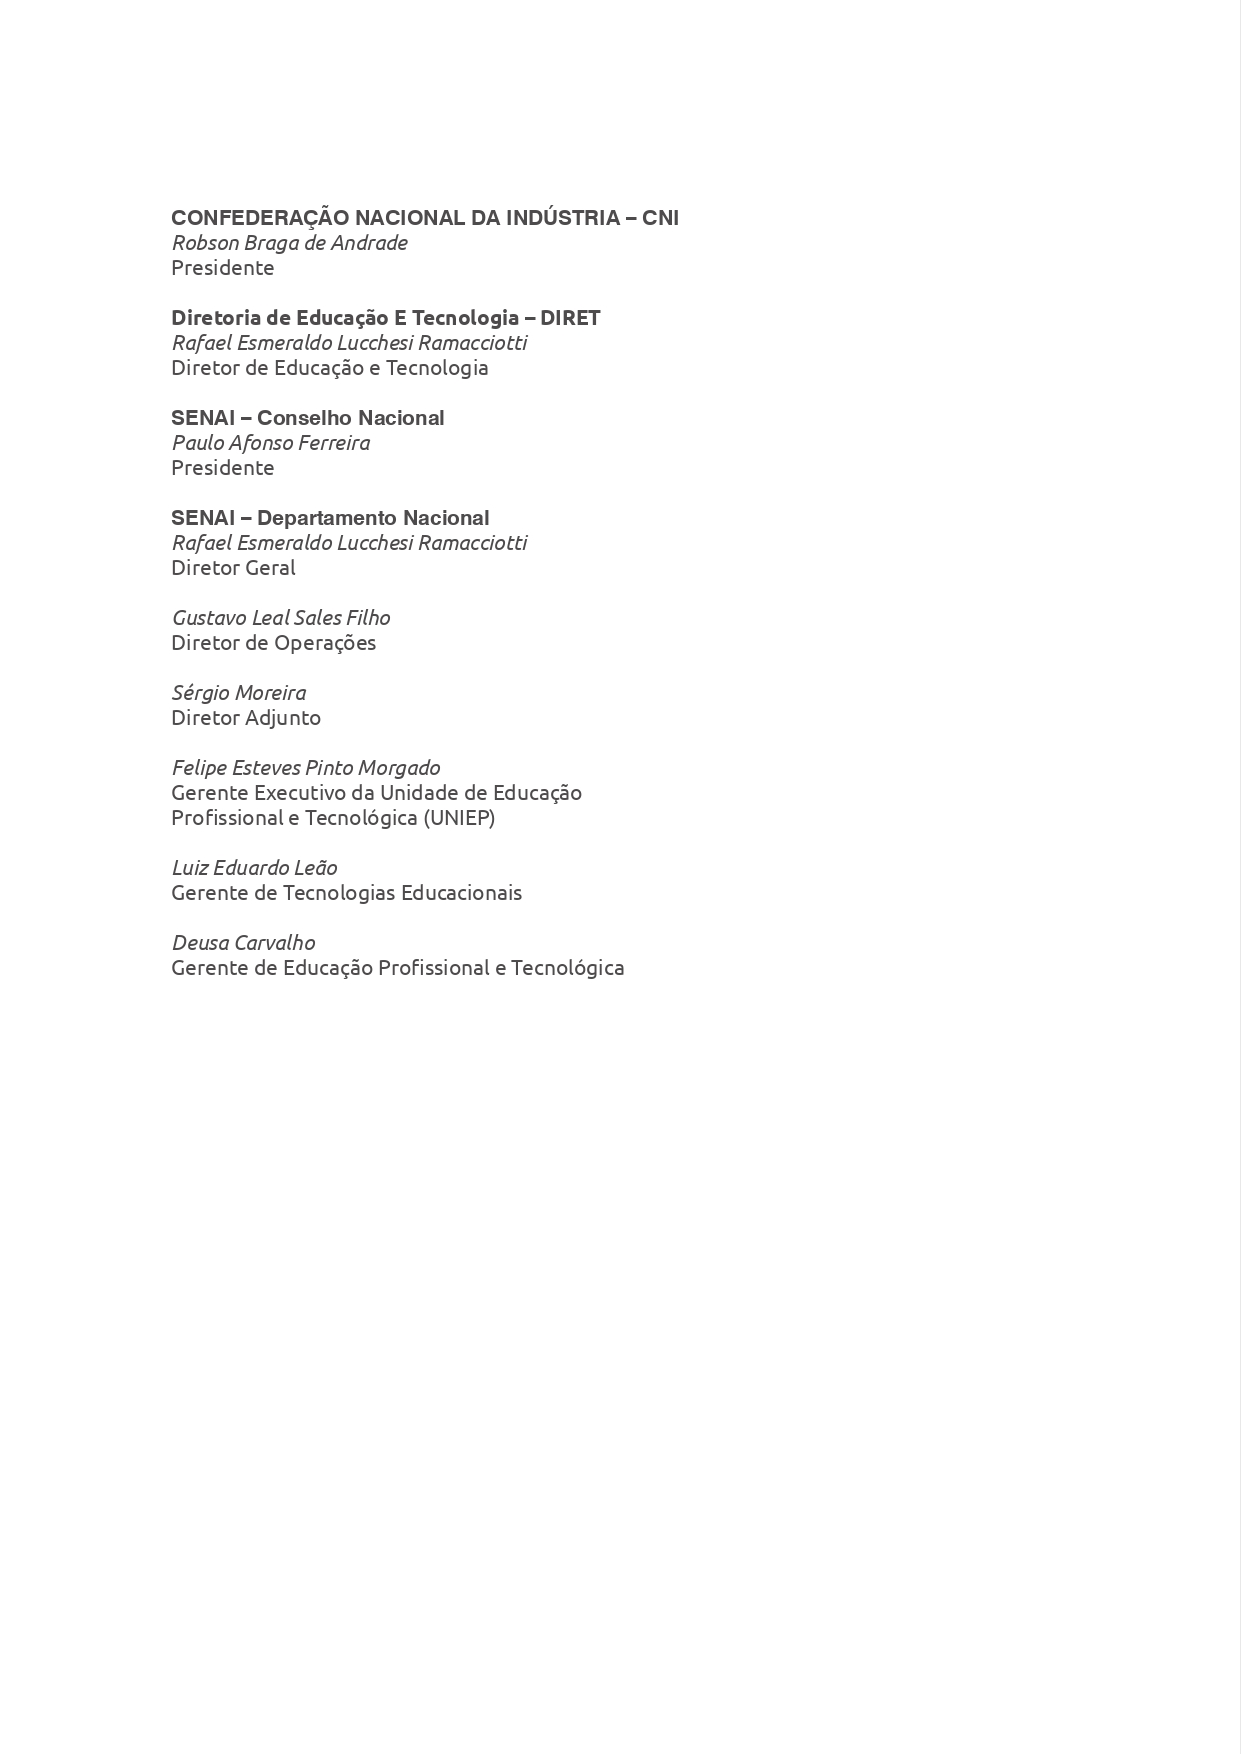 CONFEDERAÇÃO NACIONAL DA INDÚSTRIA – CNI
Robson Braga de Andrade
Presidente
Diretoria de Educação E Tecnologia – DIRET
Rafael Esmeraldo Lucchesi Ramacciotti
Diretor de Educação e Tecnologia
SENAI – Conselho Nacional
Paulo Afonso Ferreira
Presidente
SENAI – Departamento Nacional
Rafael Esmeraldo Lucchesi Ramacciotti
Diretor Geral
Gustavo Leal Sales Filho
Diretor de Operações
Sérgio Moreira
Diretor Adjunto
Felipe Esteves Pinto Morgado
Gerente Executivo da Unidade de Educação
Profissional e Tecnológica (UNIEP)
Luiz Eduardo Leão
Gerente de Tecnologias Educacionais
Deusa Carvalho
Gerente de Educação Profissional e Tecnológica